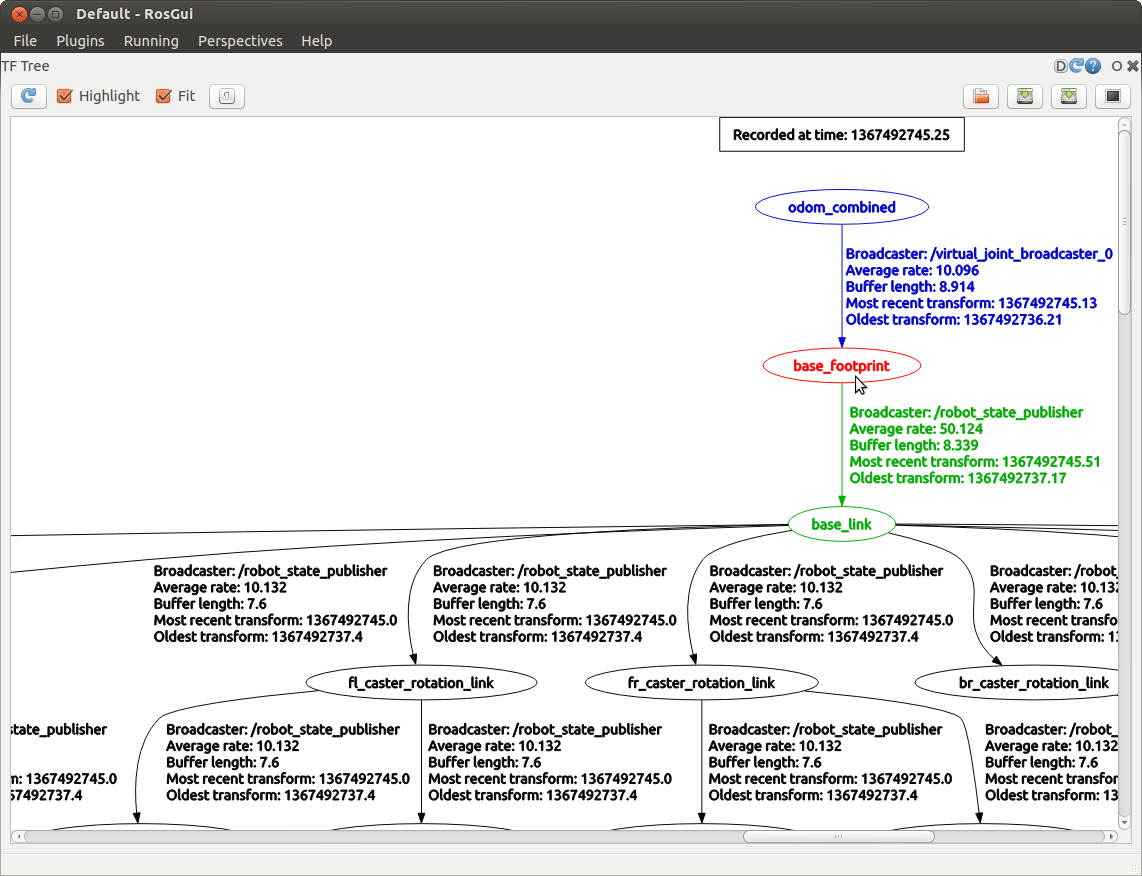 Default - RosGui
File Plugins Running Perspectives Help
TF Tree
D O
Highlight Fit
Recorded at time: 1367492745.25
odom_combined
Broadcaster: /virtual_joint_broadcaster_0
Average rate: 10.096
Buffer length: 8.914
Most recent transform: 1367492745.13
Oldest transform: 1367492736.21
base_footprint
Broadcaster: /robot_state_publisher
Average rate: 50.124
Buffer length: 8.339
Most recent transform: 1367492745.51
Oldest transform: 1367492737.17
base_link
Broadcaster: /robot_state_publisher
Average rate: 10.132
Buffer length: 7.6
Most recent transform: 1367492745.0
Oldest transform: 1367492737.4
Broadcaster: /robot_state_publisher
Average rate: 10.132
Buffer length: 7.6
Most recent transform: 1367492745.0
Oldest transform: 1367492737.4
Broadcaster: /robot_state_publisher
Average rate: 10.132
Buffer length: 7.6
Most recent transform: 1367492745.0
Oldest transform: 1367492737.4
Broadcaster: /robot_
Average rate: 10.132
Buffer length: 7.6
Most recent transfo
Oldest transform: 13
fl_caster_rotation_link
fr_caster_rotation_link
br_caster_rotation_link
state_publisher
m: 1367492745.0
67492737.4
Broadcaster: /robot_state_publisher
Average rate: 10.132
Buffer length: 7.6
Most recent transform: 1367492745.0
Oldest transform: 1367492737.4
Broadcaster: /robot_state_publisher
Average rate: 10.132
Buffer length: 7.6
Most recent transform: 1367492745.0
Oldest transform: 1367492737.4
Broadcaster: /robot_state_publisher
Average rate: 10.132
Buffer length: 7.6
Most recent transform: 1367492745.0
Oldest transform: 1367492737.4
Broadcaster: /robot_
Average rate: 10.132
Buffer length: 7.6
Most recent transfor
Oldest transform: 13